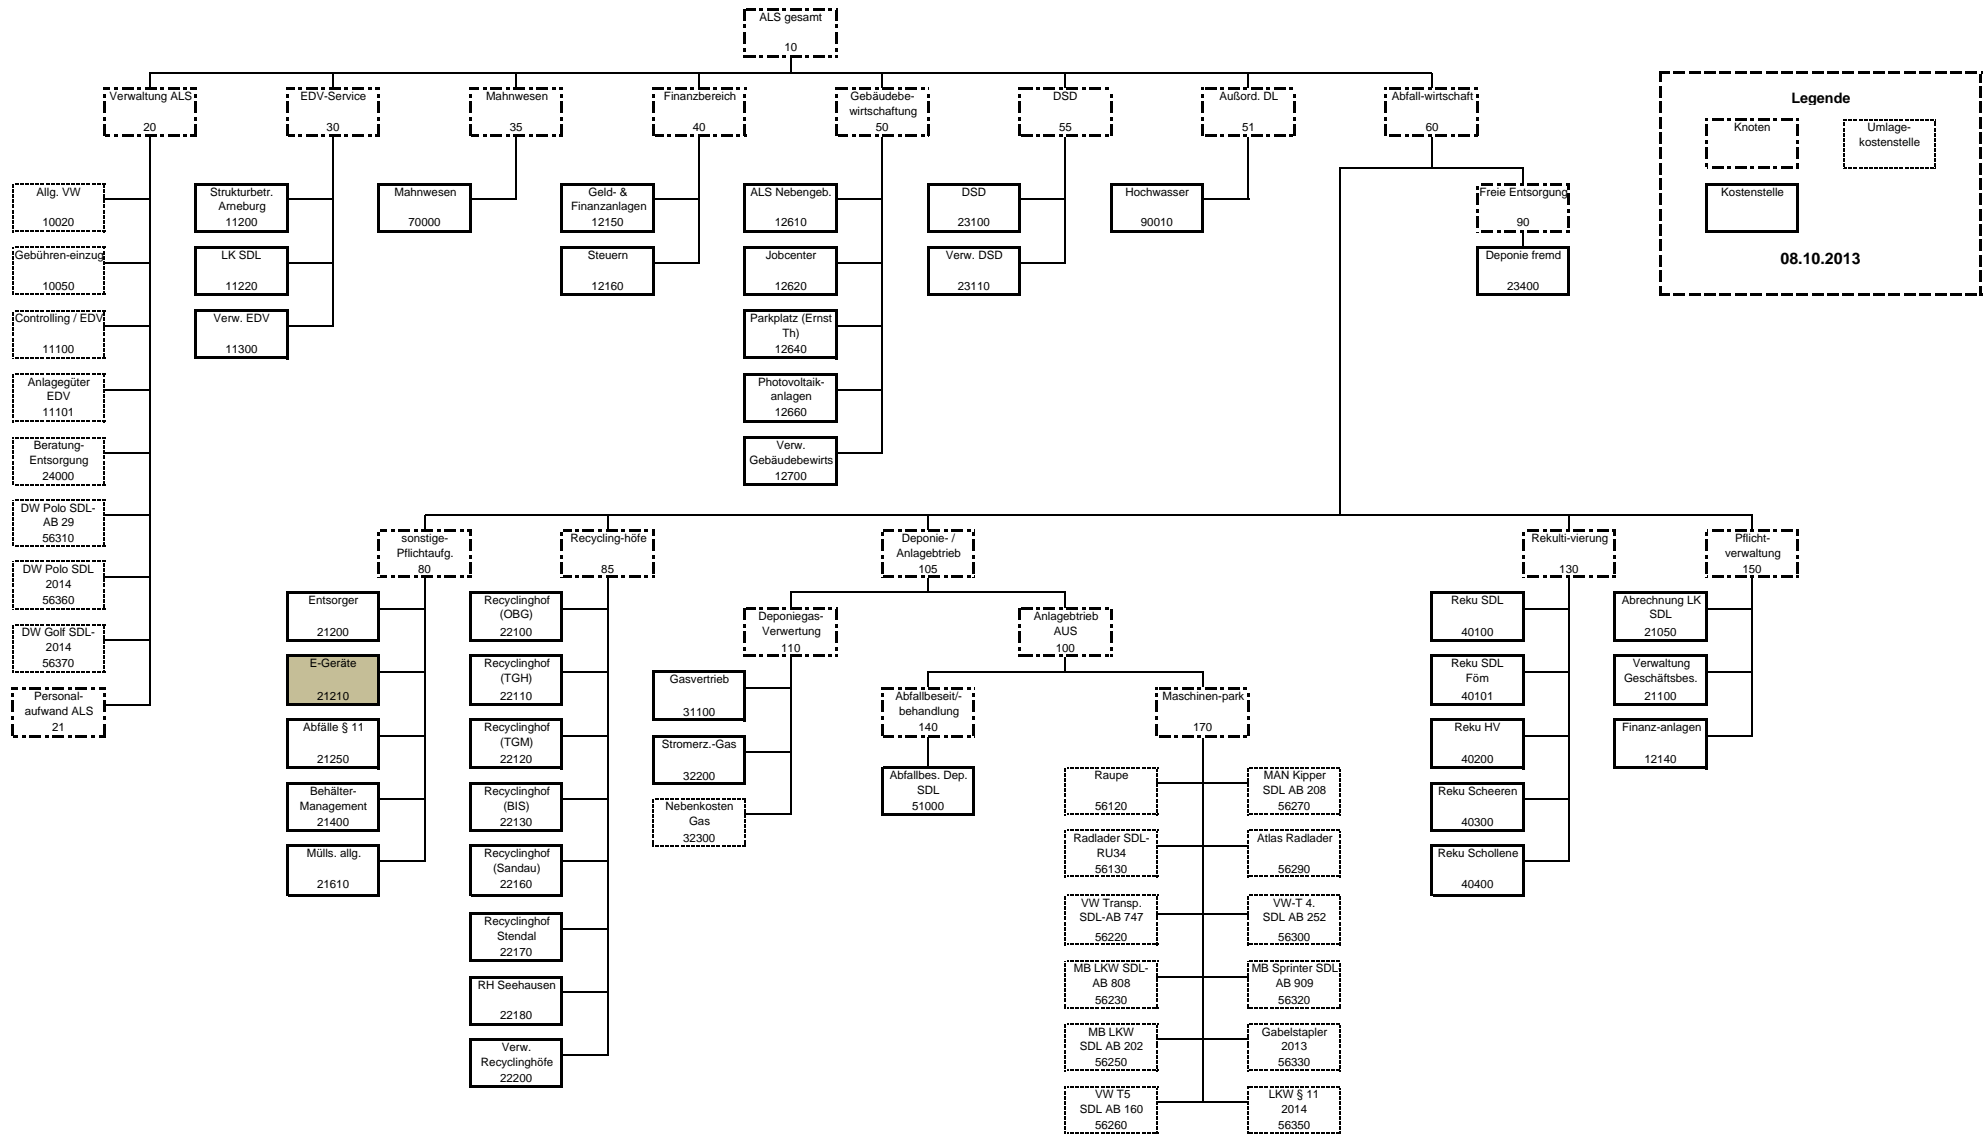 ALS gesamt
10
Verwaltung ALS
20
EDV-Service
30
Mahnwesen
35
Finanzbereich
40
Gebäudebe-
wirtschaftung
50
DSD
55
Außord. DL
51
Abfall-wirtschaft
60
Legende
Knoten
Umlage-
kostenstelle
Kostenstelle
08.10.2013
Allg. VW
10020
Gebühren-einzug
10050
Controlling / EDV
11100
Anlagegüter
EDV
11101
Beratung-
Entsorgung
24000
DW Polo SDL-
AB 29
56310
DW Polo SDL
2014
56360
DW Golf SDL-
2014
56370
Personal-
aufwand ALS
21
Strukturbetr.
Arneburg
11200
LK SDL
11220
Verw. EDV
11300
Mahnwesen
70000
Geld- &
Finanzanlagen
12150
Steuern
12160
ALS Nebengeb.
12610
Jobcenter
12620
Parkplatz (Ernst
Th)
12640
Photovoltaik-
anlagen
12660
Verw.
Gebäudebewirts
12700
DSD
23100
Verw. DSD
23110
Hochwasser
90010
Freie Entsorgung
90
Deponie fremd
23400
sonstige-
Pflichtaufg.
80
Recycling-höfe
85
Deponie- /
Anlagebtrieb
105
Rekulti-vierung
130
Pflicht-
verwaltung
150
Entsorger
21200
E-Geräte
21210
Abfälle § 11
21250
Behälter-
Management
21400
Mülls. allg.
21610
Recyclinghof
(OBG)
22100
Recyclinghof
(TGH)
22110
Recyclinghof
(TGM)
22120
Recyclinghof
(BIS)
22130
Recyclinghof
(Sandau)
22160
Recyclinghof
Stendal
22170
RH Seehausen
22180
Verw.
Recyclinghöfe
22200
Deponiegas-
Verwertung
110
Anlagebtrieb
AUS
100
Gasvertrieb
31100
Stromerz.-Gas
32200
Nebenkosten
Gas
32300
Abfallbeseit/-
behandlung
140
Abfallbes. Dep.
SDL
51000
Maschinen-park
170
Raupe
56120
MAN Kipper
SDL AB 208
56270
Radlader SDL-
RU34
56130
Atlas Radlader
56290
VW Transp.
SDL-AB 747
56220
VW-T 4.
SDL AB 252
56300
MB LKW SDL-
AB 808
56230
MB Sprinter SDL
AB 909
56320
MB LKW
SDL AB 202
56250
Gabelstapler
2013
56330
VW T5
SDL AB 160
56260
LKW § 11
2014
56350
Reku SDL
40100
Reku SDL
Föm
40101
Reku HV
40200
Reku Scheeren
40300
Reku Schollene
40400
Abrechnung LK
SDL
21050
Verwaltung
Geschäftsbes.
21100
Finanz-anlagen
12140